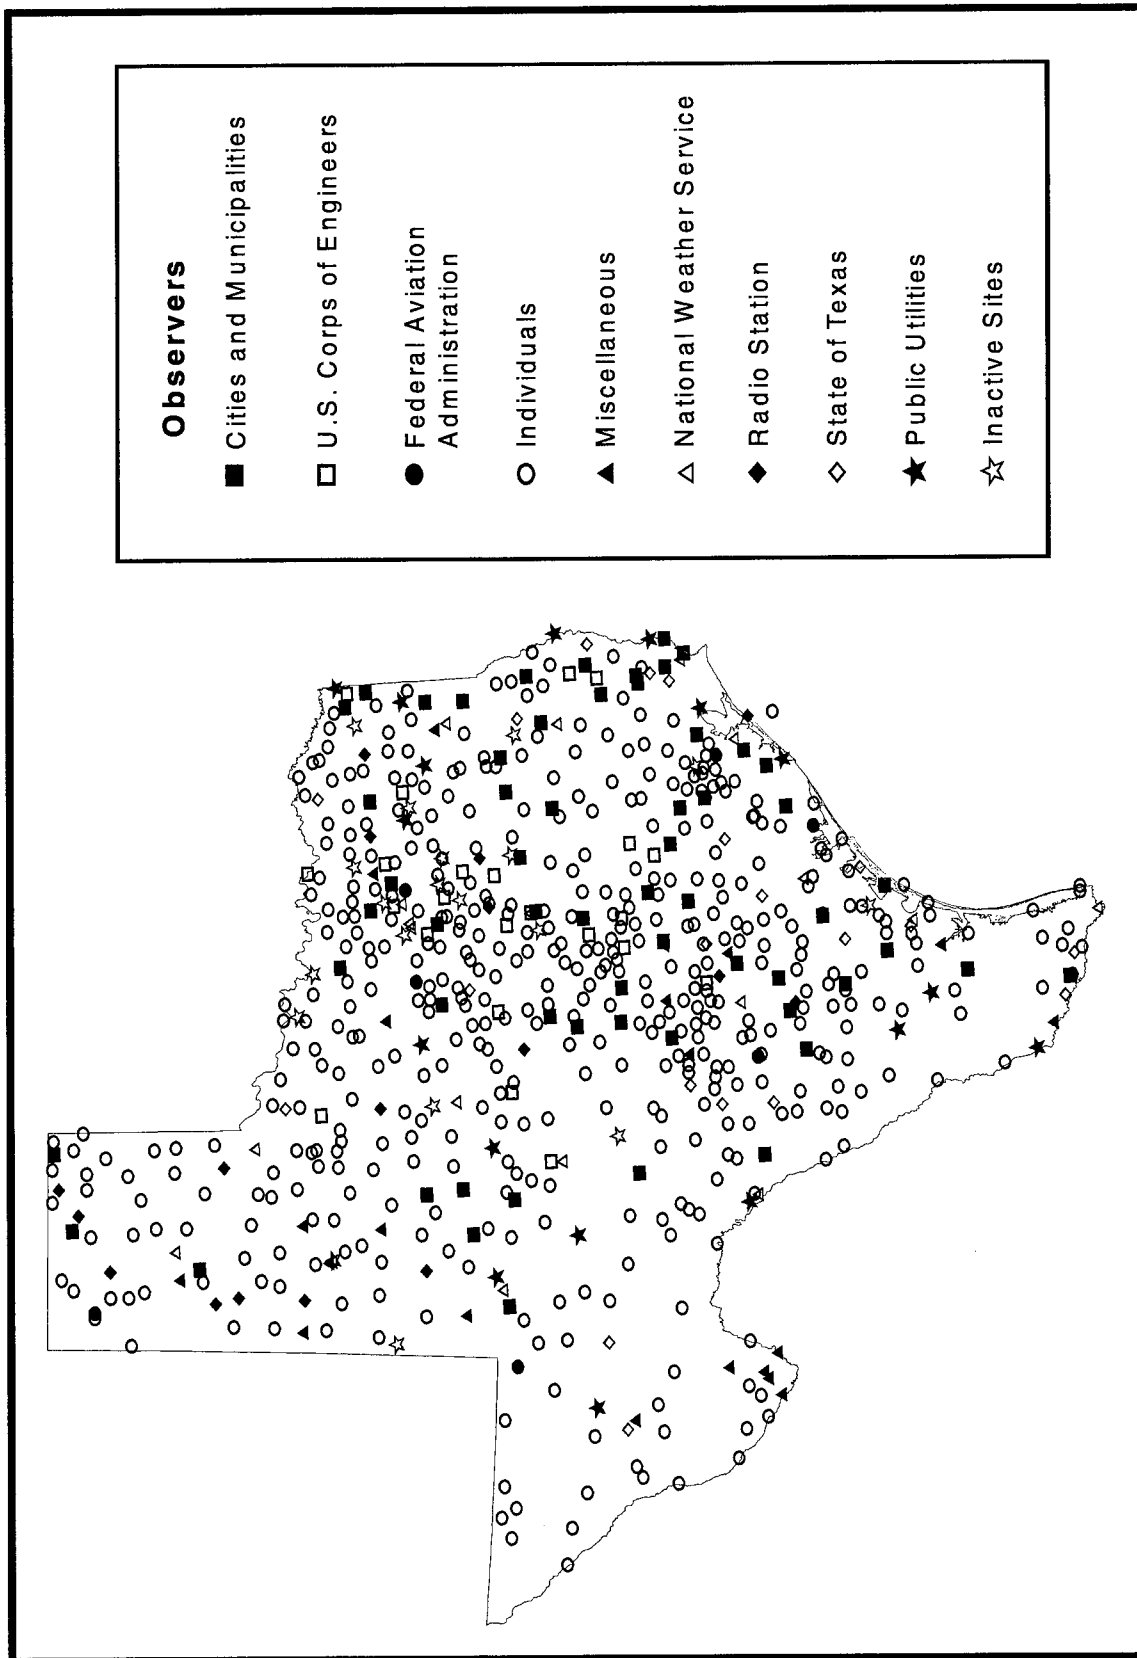 Observers
Cities and Municipalities
U.S. Corps of Engineers
Federal Aviation
Administration
Individuals
Miscellaneous
National Weather Service
Radio Station
State of Texas
Public Utilities
Inactive Sites